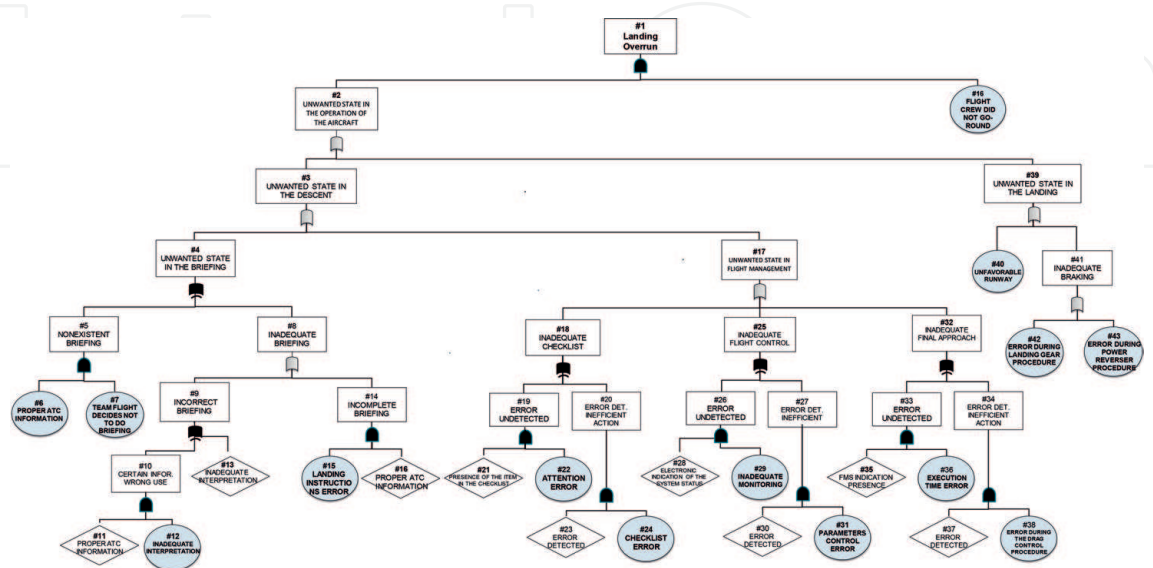 #1
Landing
Overrun
#2
UNWANTED STATE IN
THE OPERATION OF
THE AIRCRAFT
#16
FLIGHT
CREW DID
NOT GO-
ROUND
#3
UNWANTED STATE IN
THE DESCENT
#39
UNWANTED STATE IN
THE LANDING
#4
UNWANTED STATE
IN THE BRIEFING
#17
UNWANTED STATE IN
FLIGHT MANAGEMENT
#40
UNFAVORABLE
RUNWAY
#41
INADEQUATE
BRAKING
#5
NONEXISTENT
BRIEFING
#8
INADEQUATE
BRIEFING
#18
INADEQUATE
CHECKLIST
#25
INADEQUATE
FLIGHT CONTROL
#32
INADEQUATE
FINAL APPROACH
#42
ERROR DURING
LANDING GEAR
PROCEDURE
#43
ERROR DURING
POWER
REVERSER
PROCEDURE
#6
PROPER ATC
INFORMATION
#7
TEAM FLIGHT
DECIDES NOT
TO DO
BRIEFING
#9
INCORRECT
BRIEFING
#14
INCOMPLETE
BRIEFING
#19
ERROR
UNDETECTED
#20
ERROR DET.
INEFFICIENT
ACTION
#26
ERROR
UNDETECTED
#27
ERROR DET.
INEFFICIENT
#33
ERROR
UNDETECTED
#34
ERROR DET.
INEFFICIENT
ACTION
#10
CERTAIN INFOR.
WRONG USE
#13
INADEQUATE
INTERPRETATION
#15
LANDING
INSTRUCTIO
NS ERROR
#16
PROPER ATC
INFORMATION
#21
PRESENCE OF THE ITEM
IN THE CHECKLIST
#22
ATTENTION
ERROR
#28
ELECTRONIC
INDICATION OF THE
SYSTEM STATUS
#29
INADEQUATE
MONITORING
#35
FMS INDICATION
PRESENCE
#36
EXECUTION
TIME ERROR
#11
PROPER ATC
INFORMATION
#12
INADEQUATE
INTERPRETATION
#23
ERROR
DETECTED
#24
CHECKLIST
ERROR
#30
ERROR
DETECTED
#31
PARAMETERS
CONTROL
ERROR
#37
ERROR
DETECTED
#38
ERROR DURING
THE DRAG
CONTROL
PROCEDURE